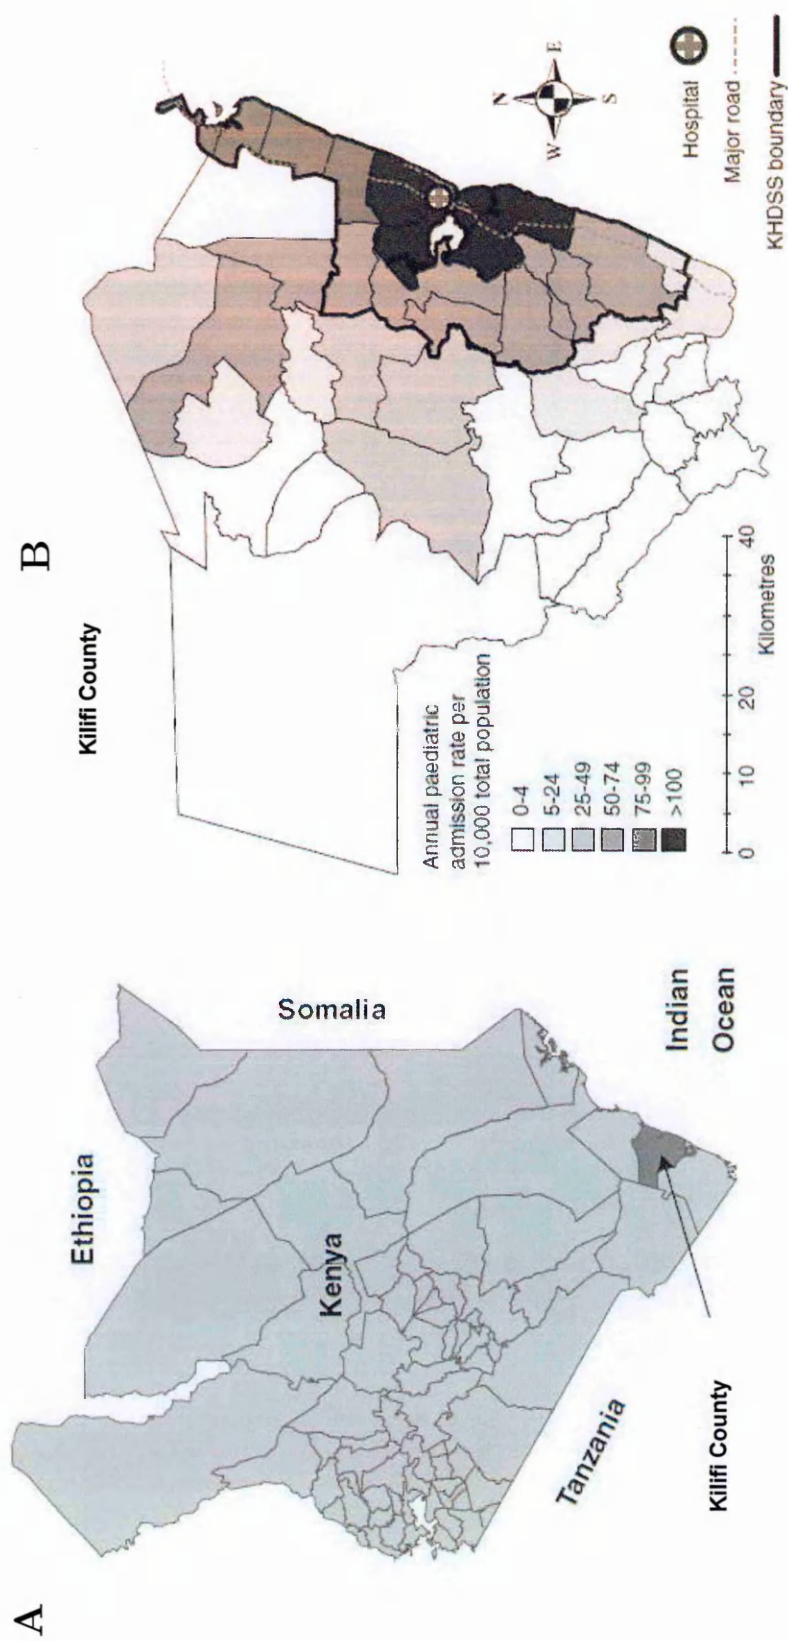 A
Ethiopia
Somalia
Kenya
Tanzania
Indian
Ocean
Kilifi County
B
Kilifi County
Annual paediatric
admission rate per
10,000 total population
0-4
5-24
25-49
50-74
75-99
>100
0 10 20 40
Kilometres
N
W E
S
Hospital
Major road
KHDSS boundary